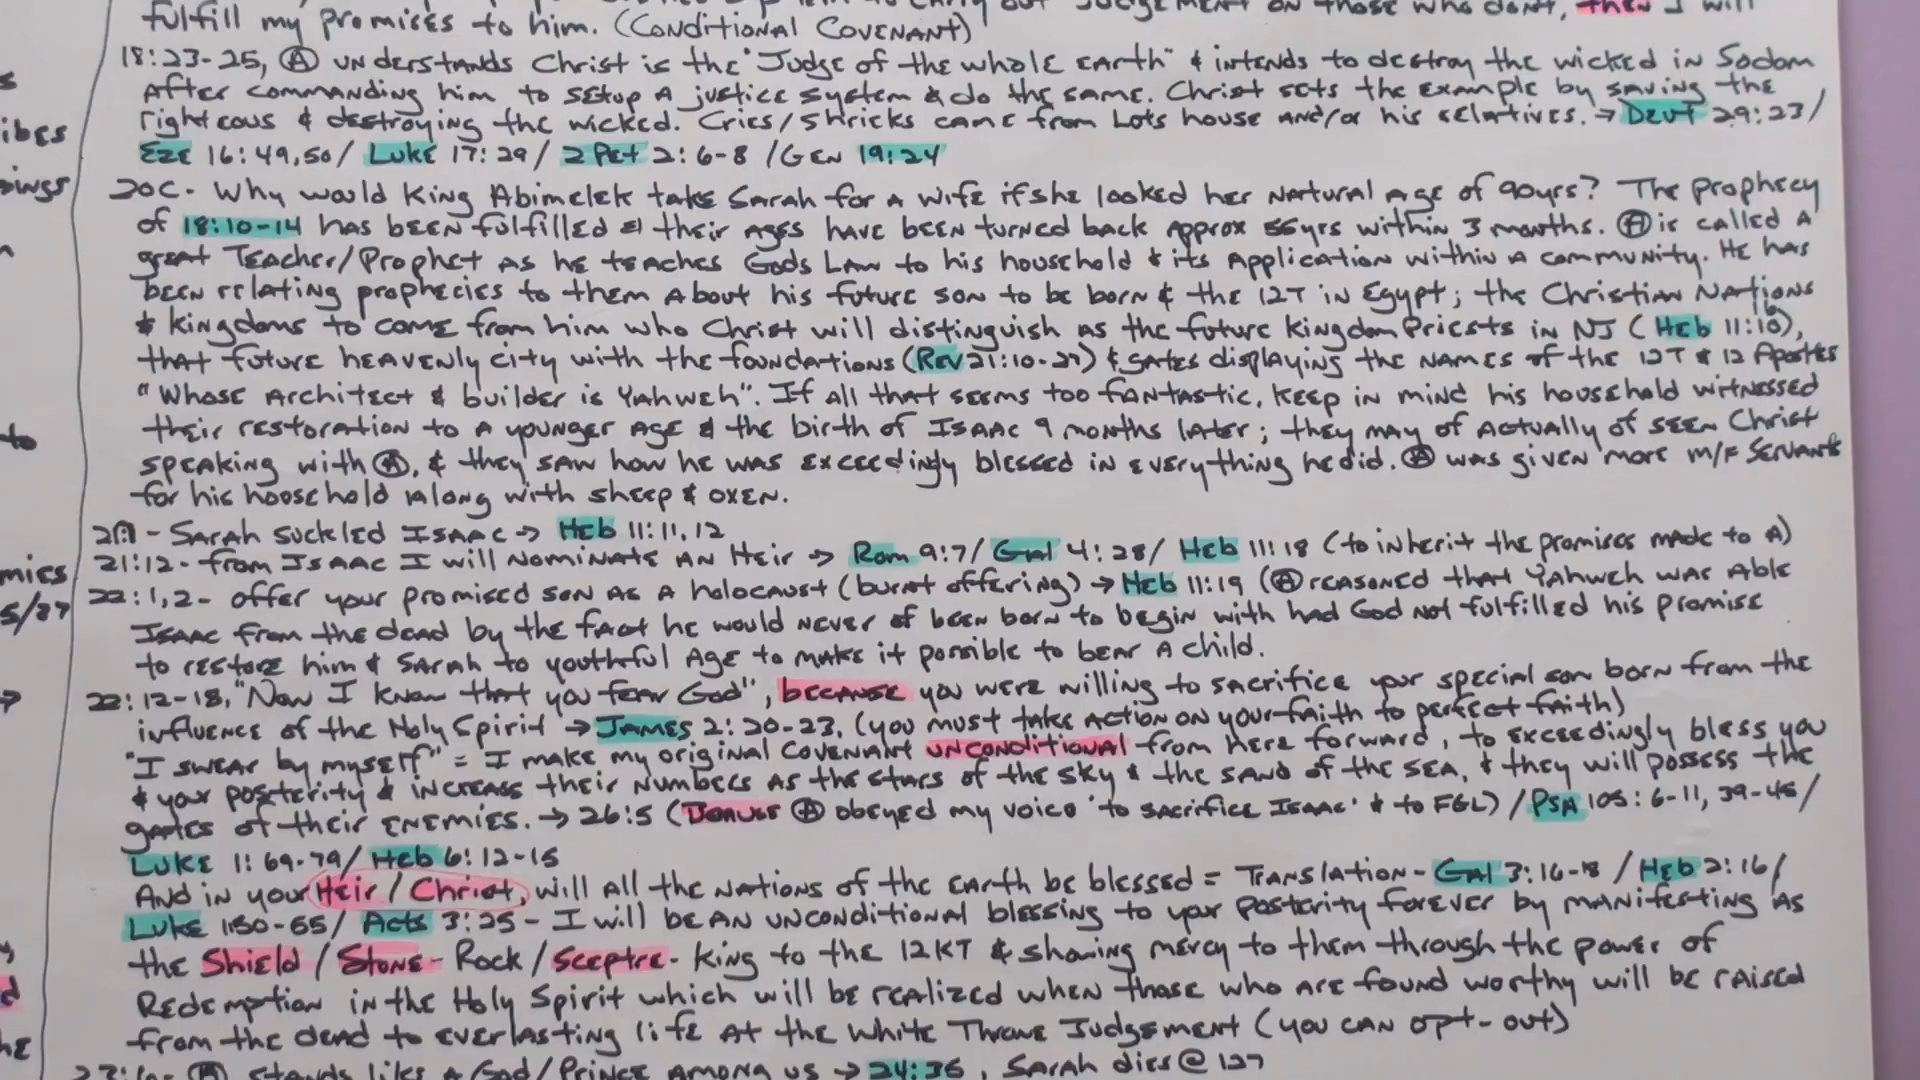 fulfill my promises to him. (Conditional Covenant)
18:23-25, Ⓐ understands Christ is the "Judge of the whole earth" & intends to destroy the wicked in Sodom
After commanding him to setup a justice system & do the same. Christ sets the example by saving the
righteous & destroying the wicked. Cries/Shrieks came from Lots house and/or his relatives. → Deut 29:23/
Eze 16:49,50/ Luke 17:29/ 2 Pet 2:6-8 /Gen 19:24
20C- Why would King Abimelek take Sarah for a wife if she looked her natural age of 90yrs? The prophecy
of 18:10-14 has been fulfilled & their ages have been turned back approx 55yrs within 3 months. Ⓐ is called a
great Teacher/Prophet as he teaches Gods Law to his household & its application within a community. He has
been relating prophecies to them about his future son to be born & the 12T in Egypt; the Christian Nations
& kingdoms to come from him who Christ will distinguish as the future Kingdom Priests in NJ (Heb 11:10),
that future heavenly city with the foundations (Rev 21:10-27) & gates displaying the names of the 12T & 12 Apostles
"Whose Architect & builder is Yahweh". If all that seems too fantastic, keep in mind his household witnessed
their restoration to a younger age & the birth of Isaac 9 months later; they may of actually of seen Christ
speaking with Ⓐ, & they saw how he was exceedingly blessed in everything he did. Ⓐ was given more m/f servants
for his household along with sheep & oxen.
21:7 - Sarah suckled Isaac → Heb 11:11,12
21:12- from Isaac I will nominate an Heir → Rom 9:7/ Gal 4:28/ Heb 11:18 (to inherit the promises made to A)
22:1,2- offer your promised son as a holocaust (burnt offering) → Heb 11:19 (Ⓐ reasoned that Yahweh was able
Isaac from the dead by the fact he would never of been born to begin with had God not fulfilled his promise
to restore him & Sarah to youthful age to make it possible to bear a child.
22:12-18, "Now I know that you fear God", because you were willing to sacrifice your special son born from the
influence of the Holy Spirit → James 2:20-23, (you must take action on your faith to perfect faith)
"I swear by myself" = I make my original covenant unconditional from here forward, to exceedingly bless you
& your posterity & increase their numbers as the stars of the sky & the sand of the sea, & they will possess the
gates of their enemies. → 26:5 (Ⓐ obeyed my voice 'to sacrifice Isaac' & to FGL) / Psa 105:6-11, 39-45/
Luke 1:69-79/ Heb 6:12-15
And in your Heir / Christ, will all the nations of the earth be blessed = Translation- Gal 3:16-18 / Heb 2:16/
Luke 1:50-55/ Acts 3:25 - I will be an unconditional blessing to your posterity forever by manifesting as
the Shield / Stone- Rock / Sceptre- King to the 12KT & showing mercy to them through the power of
Redemption in the Holy Spirit which will be realized when those who are found worthy will be raised
from the dead to everlasting life at the White Throne Judgement (you can opt-out)
Ⓐ stands like a God/Prince among us → 24:35, Sarah dies @ 127